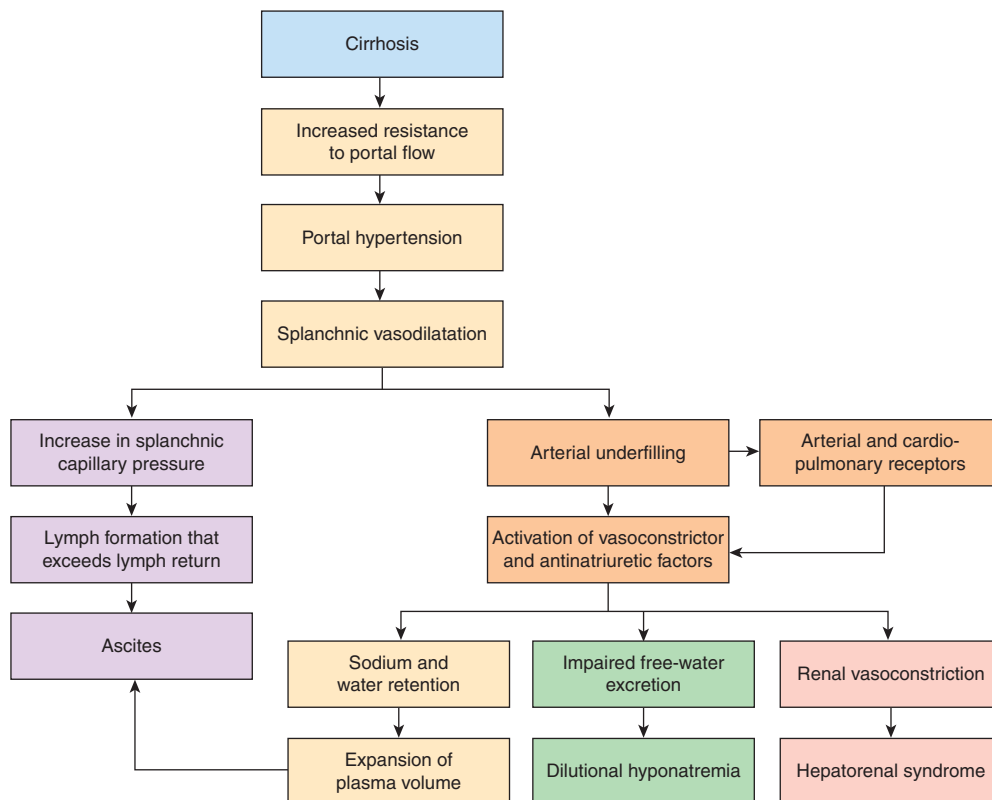 Cirrhosis
Increased resistance
to portal flow
Portal hypertension
Splanchnic vasodilatation
Increase in splanchnic
capillary pressure
Arterial underfilling
Arterial and cardio-
pulmonary receptors
Lymph formation that
exceeds lymph return
Activation of vasoconstrictor
and antinatriuretic factors
Ascites
Sodium and
water retention
Impaired free-water
excretion
Renal vasoconstriction
Expansion of
plasma volume
Dilutional hyponatremia
Hepatorenal syndrome